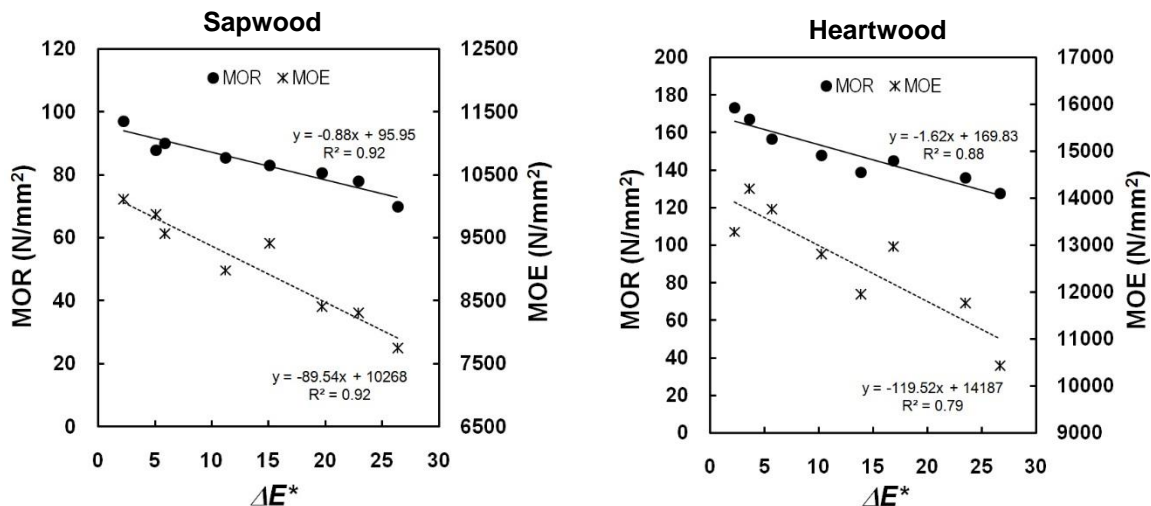 Sapwood
120
100
80
60
40
20
0
MOR (N/mm²)
12500
11500
10500
9500
8500
7500
6500
MOE (N/mm²)
MOR MOE
y = -0.88x + 95.95
R² = 0.92
y = -89.54x + 10268
R² = 0.92
0 5 10 15 20 25 30
ΔE*
Heartwood
200
180
160
140
120
100
80
60
40
20
0
MOR (N/mm²)
17000
16000
15000
14000
13000
12000
11000
10000
9000
MOE (N/mm²)
MOR MOE
y = -1.62x + 169.83
R² = 0.88
y = -119.52x + 14187
R² = 0.79
0 5 10 15 20 25 30
ΔE*